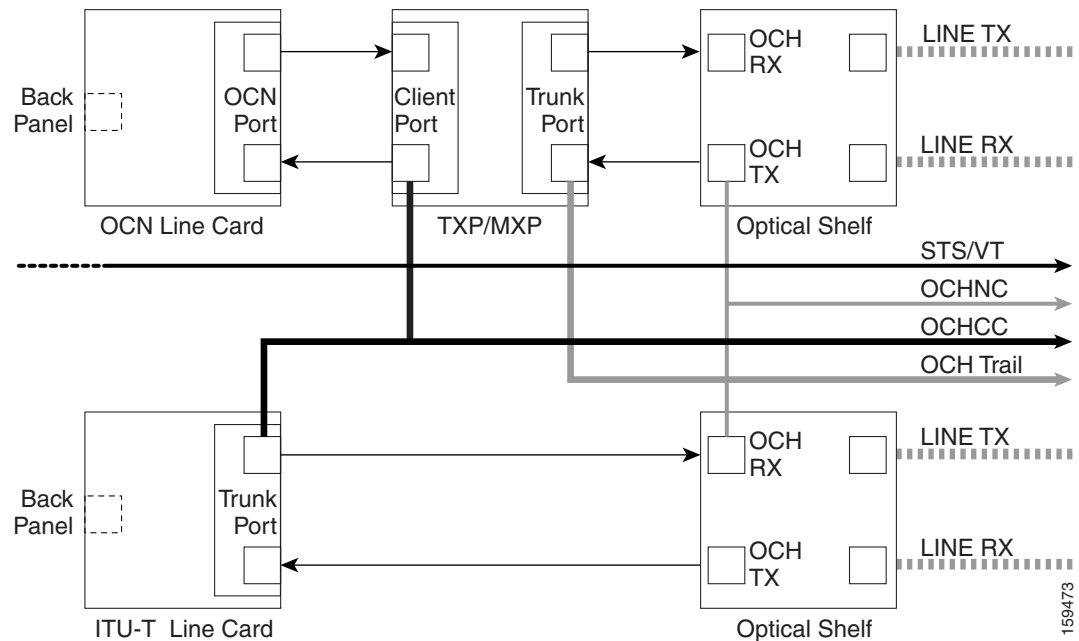 OCH
RX
LINE TX
Back
Panel
OCN
Port
Client
Port
Trunk
Port
OCH
TX
LINE RX
OCN Line Card
TXP/MXP
Optical Shelf
STS/VT
OCHNC
OCHCC
OCH Trail
OCH
RX
LINE TX
Back
Panel
Trunk
Port
OCH
TX
LINE RX
ITU-T Line Card
Optical Shelf
159473